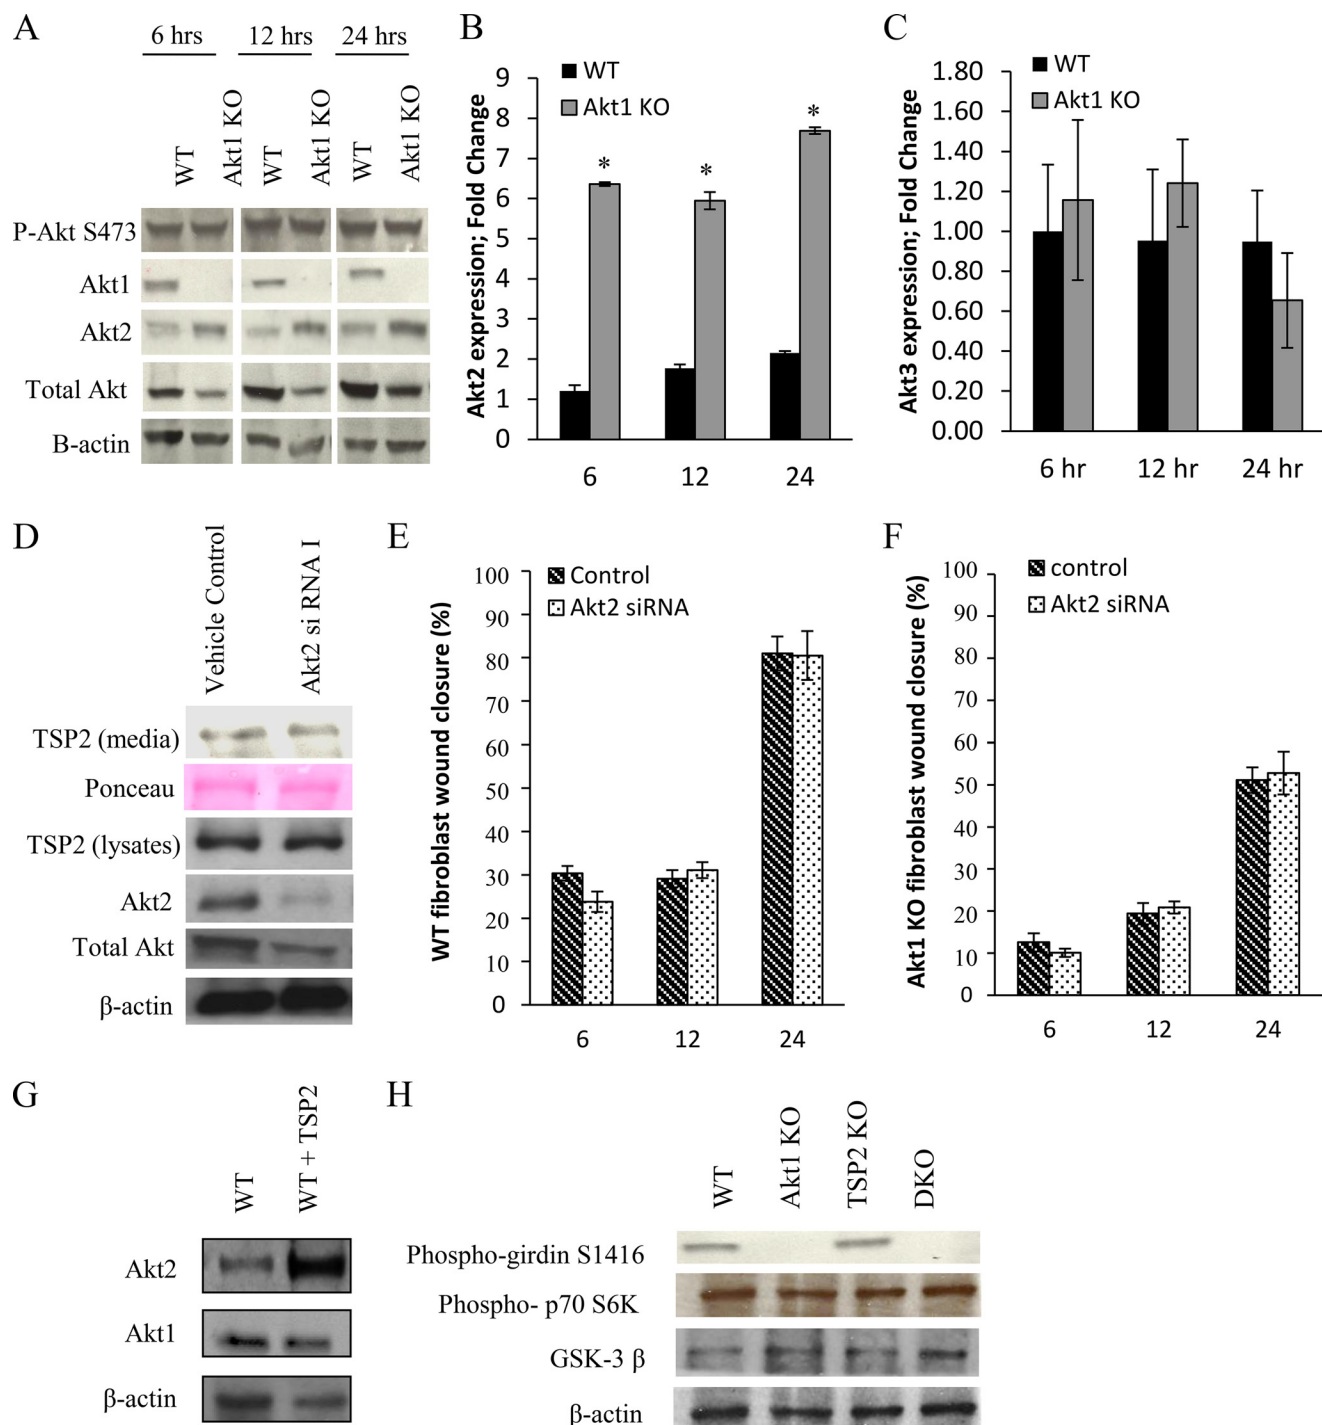 A
6 hrs
12 hrs
24 hrs
WT
Akt1 KO
WT
Akt1 KO
WT
Akt1 KO
P-Akt S473
Akt1
Akt2
Total Akt
B-actin
B
WT
Akt1 KO
Akt2 expression; Fold Change
9
8
7
6
5
4
3
2
1
0
*
*
*
6
12
24
C
WT
Akt1 KO
Akt3 expression; Fold Change
1.80
1.60
1.40
1.20
1.00
0.80
0.60
0.40
0.20
0.00
6 hr
12 hr
24 hr
D
Vehicle Control
Akt2 si RNA I
TSP2 (media)
Ponceau
TSP2 (lysates)
Akt2
Total Akt
β-actin
E
Control
Akt2 siRNA
WT fibroblast wound closure (%)
100
90
80
70
60
50
40
30
20
10
0
6
12
24
F
control
Akt2 siRNA
Akt1 KO fibroblast wound closure (%)
100
90
80
70
60
50
40
30
20
10
0
6
12
24
G
WT
WT + TSP2
Akt2
Akt1
β-actin
H
WT
Akt1 KO
TSP2 KO
DKO
Phospho-girdin S1416
Phospho- p70 S6K
GSK-3 β
β-actin